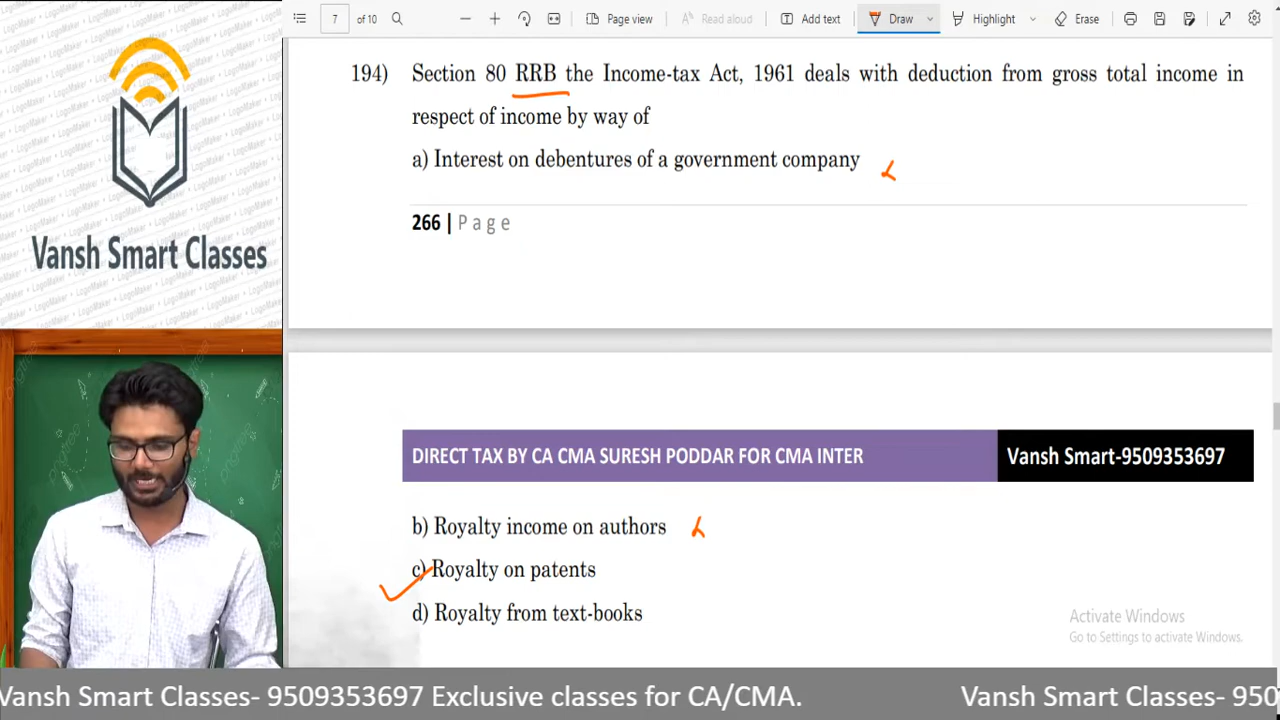 7 of 10 Page view Read aloud Add text Draw Highlight Erase
194) Section 80 RRB the Income-tax Act, 1961 deals with deduction from gross total income in
respect of income by way of
a) Interest on debentures of a government company
266 | Page
Vansh Smart Classes
DIRECT TAX BY CA CMA SURESH PODDAR FOR CMA INTER Vansh Smart-9509353697
b) Royalty income on authors
c) Royalty on patents
d) Royalty from text-books
Activate Windows
Go to Settings to activate Windows.
Vansh Smart Classes- 9509353697 Exclusive classes for CA/CMA. Vansh Smart Classes- 950